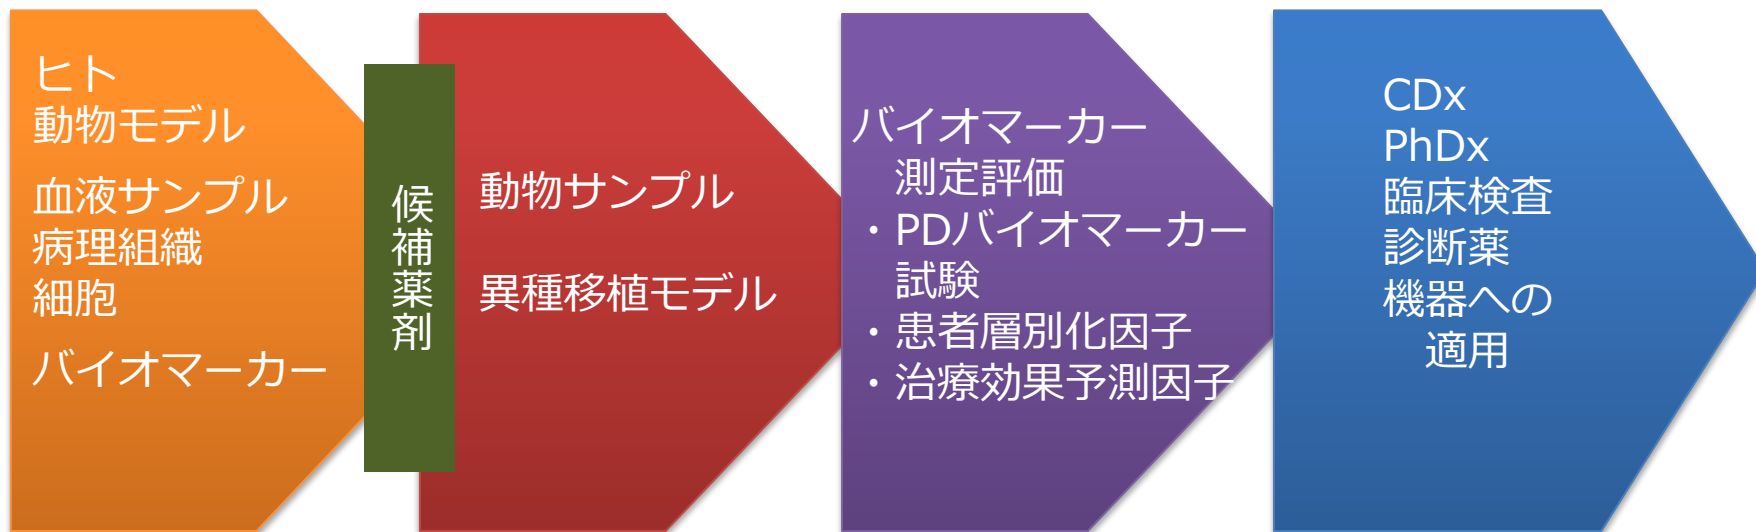 ヒト
動物モデル
血液サンプル
病理組織
細胞
バイオマーカー
候補薬剤
動物サンプル
異種移植モデル
バイオマーカー
測定評価
・PDバイオマーカー
試験
・患者層別化因子
・治療効果予測因子
CDx
PhDx
臨床検査
診断薬
機器への
適用